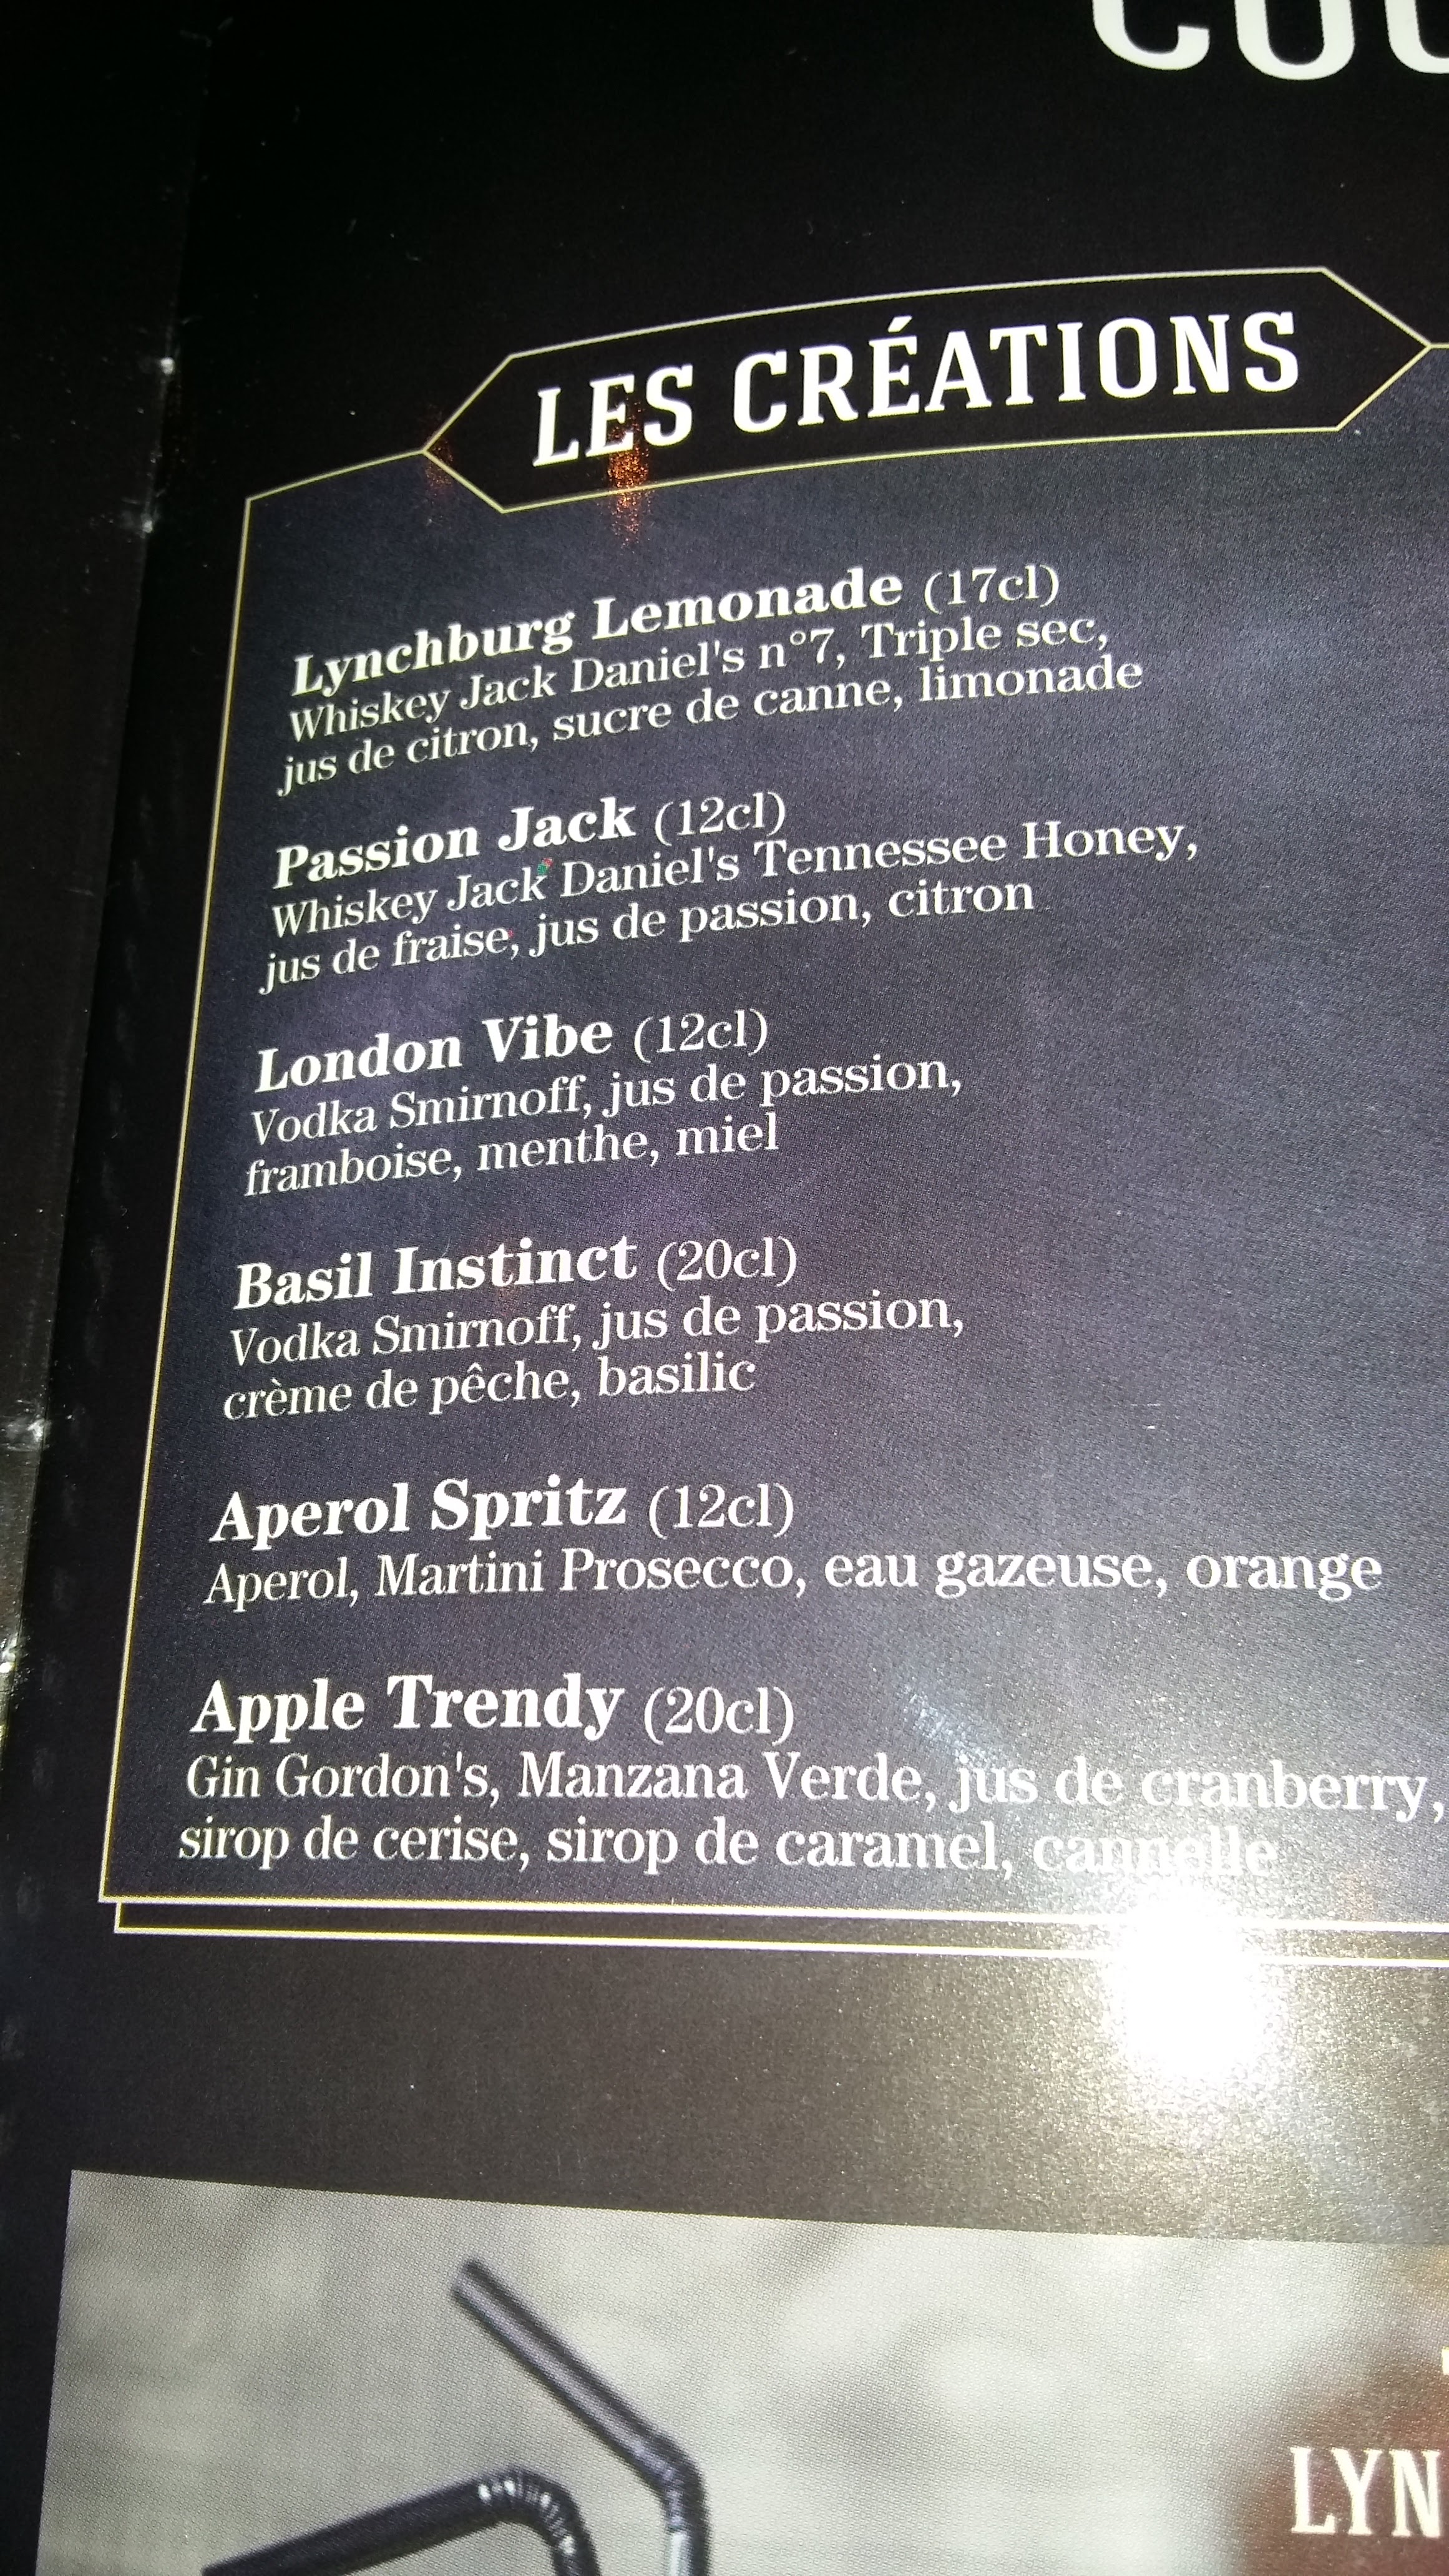 LES CRÉATIONS
Lynchburg Lemonade (17cl)
Whiskey Jack Daniel's n°7, Triple sec,
jus de citron, sucre de canne, limonade
Passion Jack (12cl)
Whiskey Jack Daniel's Tennessee Honey,
jus de fraise, jus de passion, citron
London Vibe (12cl)
Vodka Smirnoff, jus de passion,
framboise, menthe, miel
Basil Instinct (20cl)
Vodka Smirnoff, jus de passion,
crème de pêche, basilic
Aperol Spritz (12cl)
Aperol, Martini Prosecco, eau gazeuse, orange
Apple Trendy (20cl)
Gin Gordon's, Manzana Verde, jus de cranberry,
sirop de cerise, sirop de caramel, cannelle
LYN